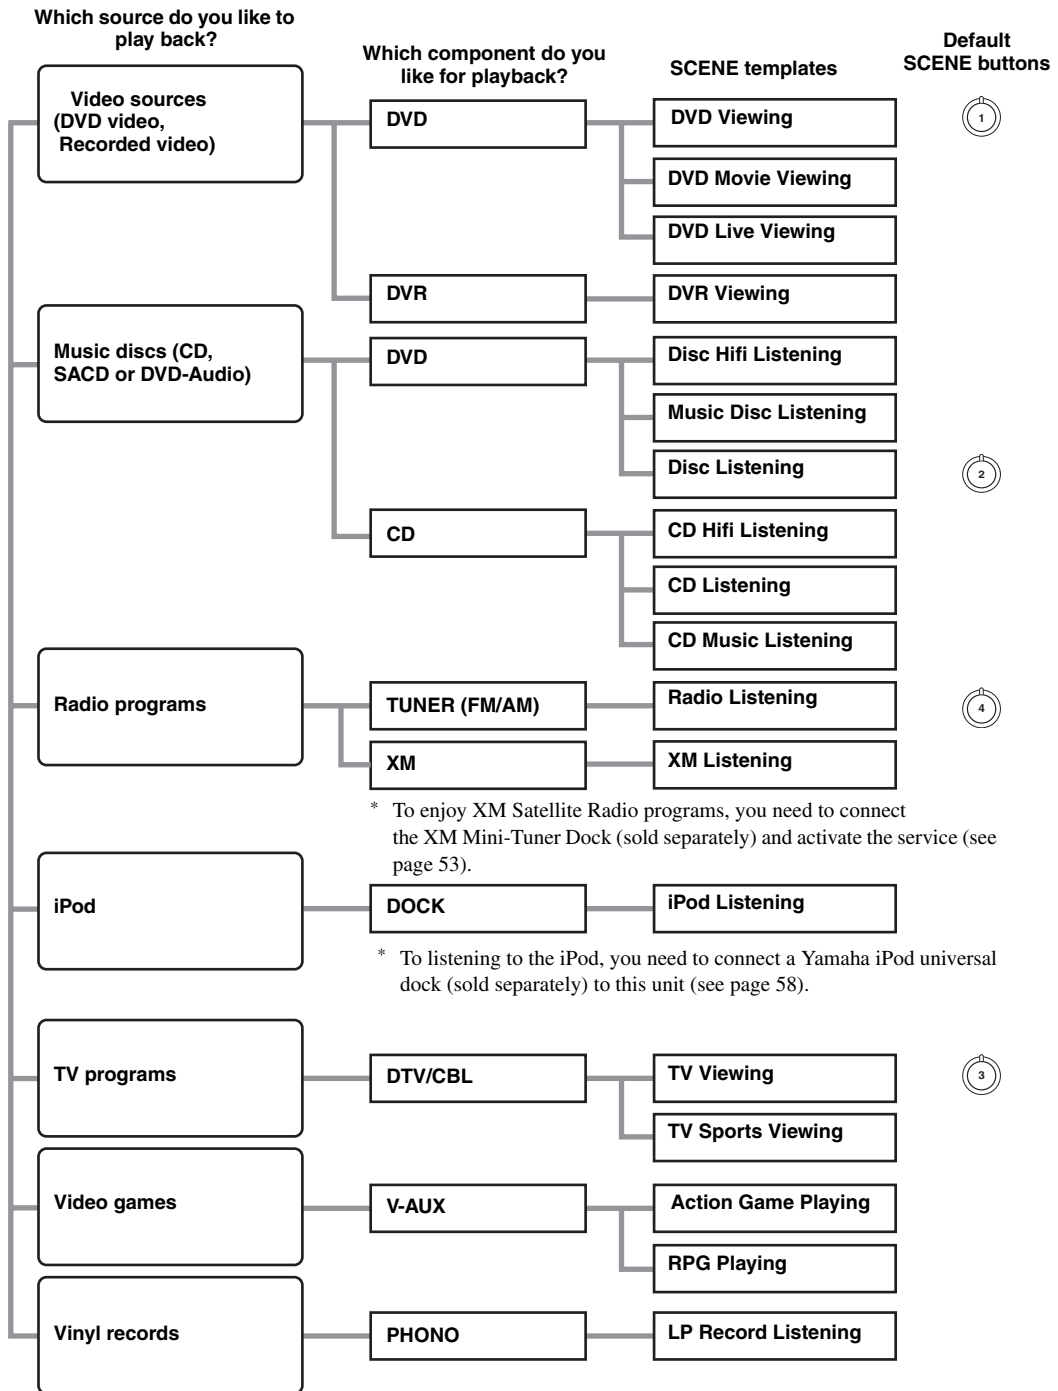 Which source do you like to
play back?
Which component do you
like for playback?
SCENE templates
Default
SCENE buttons
Video sources
(DVD video,
Recorded video)
DVD
DVD Viewing
1
DVD Movie Viewing
DVD Live Viewing
DVR
DVR Viewing
Music discs (CD,
SACD or DVD-Audio)
DVD
Disc Hifi Listening
Music Disc Listening
Disc Listening
2
CD
CD Hifi Listening
CD Listening
CD Music Listening
Radio programs
TUNER (FM/AM)
Radio Listening
4
XM
XM Listening
* To enjoy XM Satellite Radio programs, you need to connect
the XM Mini-Tuner Dock (sold separately) and activate the service (see
page 53).
iPod
DOCK
iPod Listening
* To listening to the iPod, you need to connect a Yamaha iPod universal
dock (sold separately) to this unit (see page 58).
TV programs
DTV/CBL
TV Viewing
3
TV Sports Viewing
Video games
V-AUX
Action Game Playing
RPG Playing
Vinyl records
PHONO
LP Record Listening